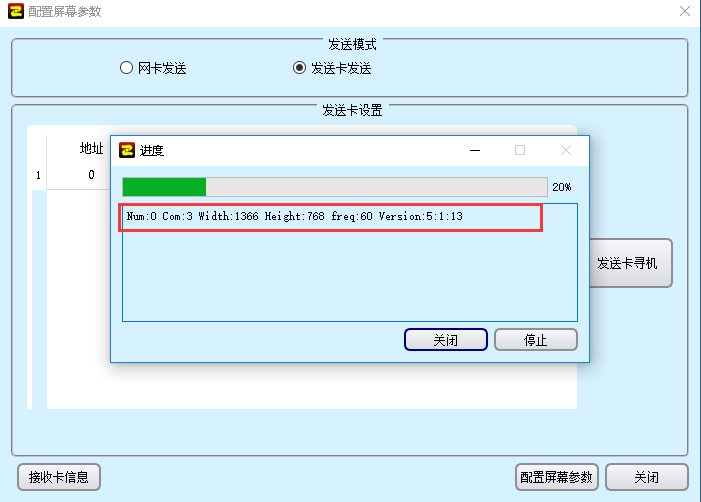 配置屏幕参数
发送模式
网卡发送
发送卡发送
发送卡设置
地址
1
0
进度
20%
Num:0 Com:3 Width:1366 Height:768 freq:60 Version:5:1:13
关闭
停止
发送卡寻机
接收卡信息
配置屏幕参数
关闭